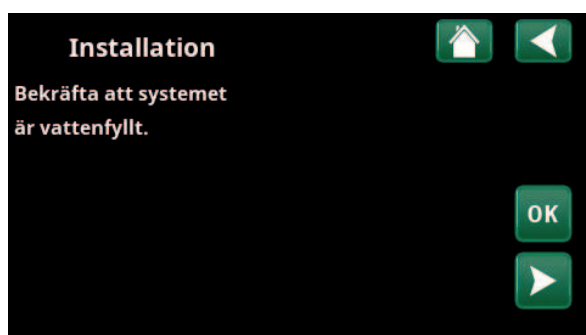 Installation
Bekräfta att systemet
är vattenfyllt.
OK